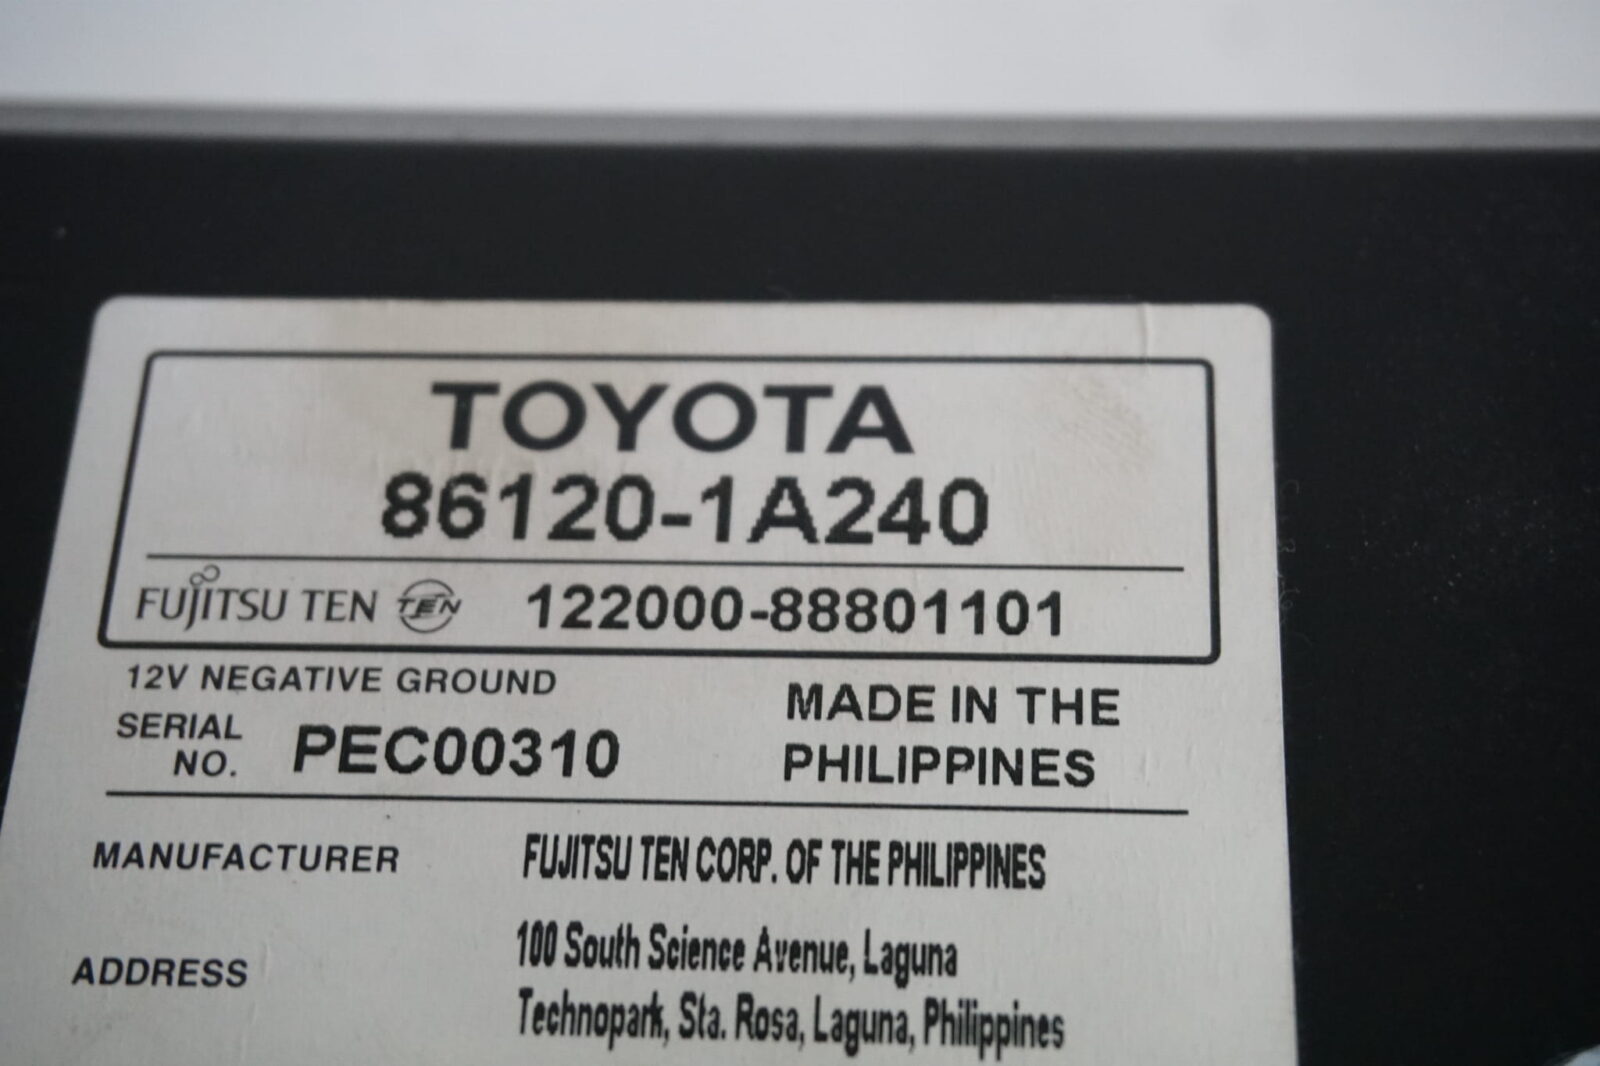 TOYOTA
86120-1A240
FUJITSU TEN TEN 122000-88801101
12V NEGATIVE GROUND
SERIAL NO. PEC00310
MADE IN THE
PHILIPPINES
MANUFACTURER FUJITSU TEN CORP. OF THE PHILIPPINES
ADDRESS 100 South Science Avenue, Laguna
Technopark, Sta. Rosa, Laguna, Philippines